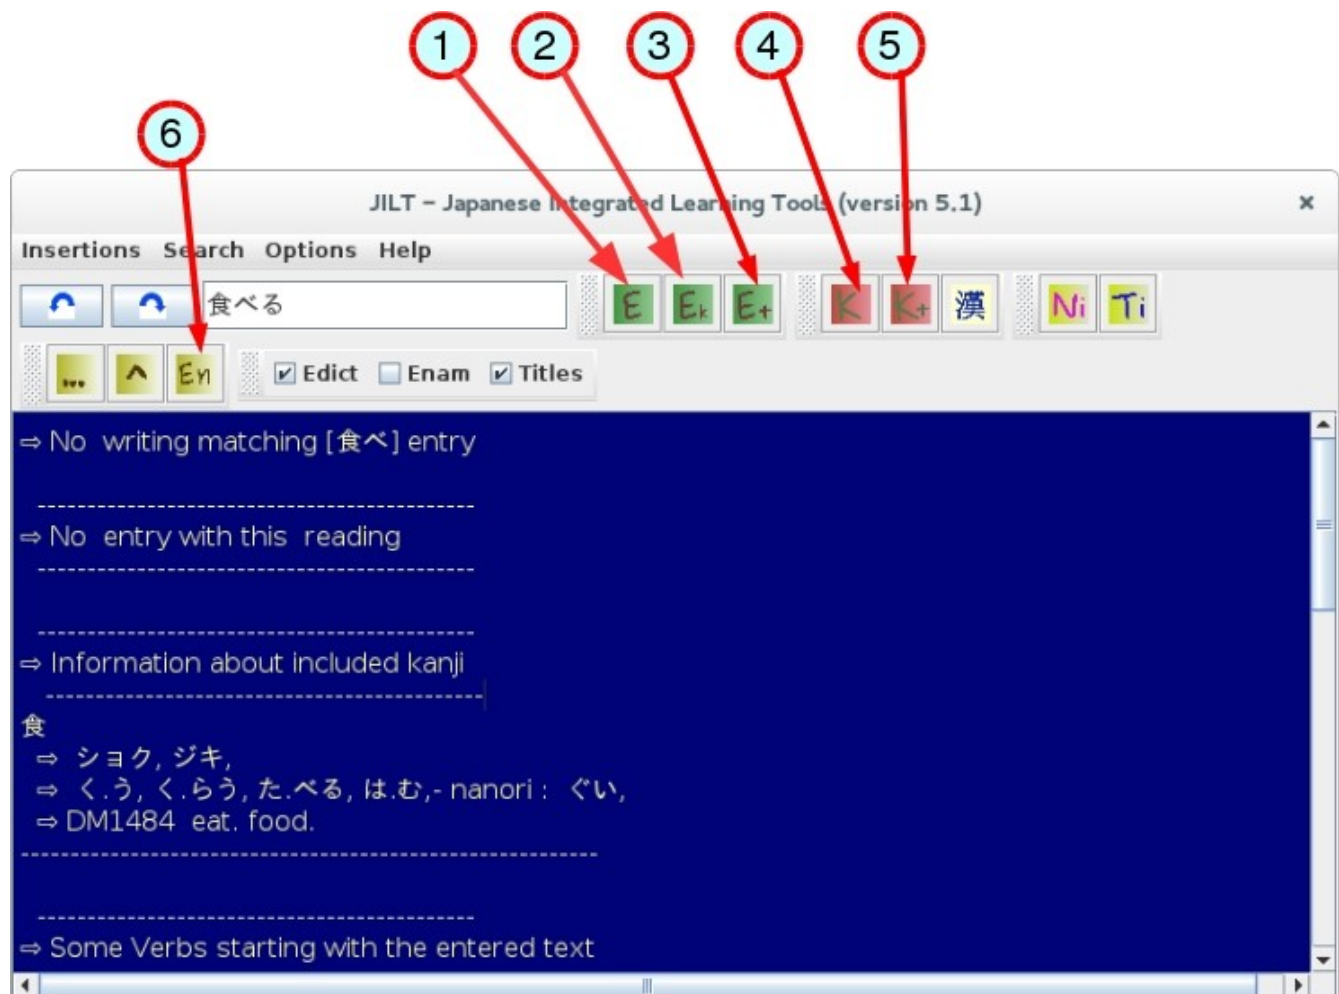 1 2 3 4 5
6
JILT – Japanese Integrated Learning Tools (version 5.1) ×
Insertions Search Options Help
食べる E Ek E+ K K+ 漢 Ni Ti
... ^ En Edict Enam Titles
⇨ No writing matching [食べ] entry
-------------------------------------------
⇨ No entry with this reading
-------------------------------------------
-------------------------------------------
⇨ Information about included kanji
-------------------------------------------
食
⇨ ショク, ジキ,
⇨ く.う, く.らう, た.べる, は.む,- nanori : ぐい,
⇨ DM1484 eat. food.
---------------------------------------------------------
-------------------------------------------
⇨ Some Verbs starting with the entered text